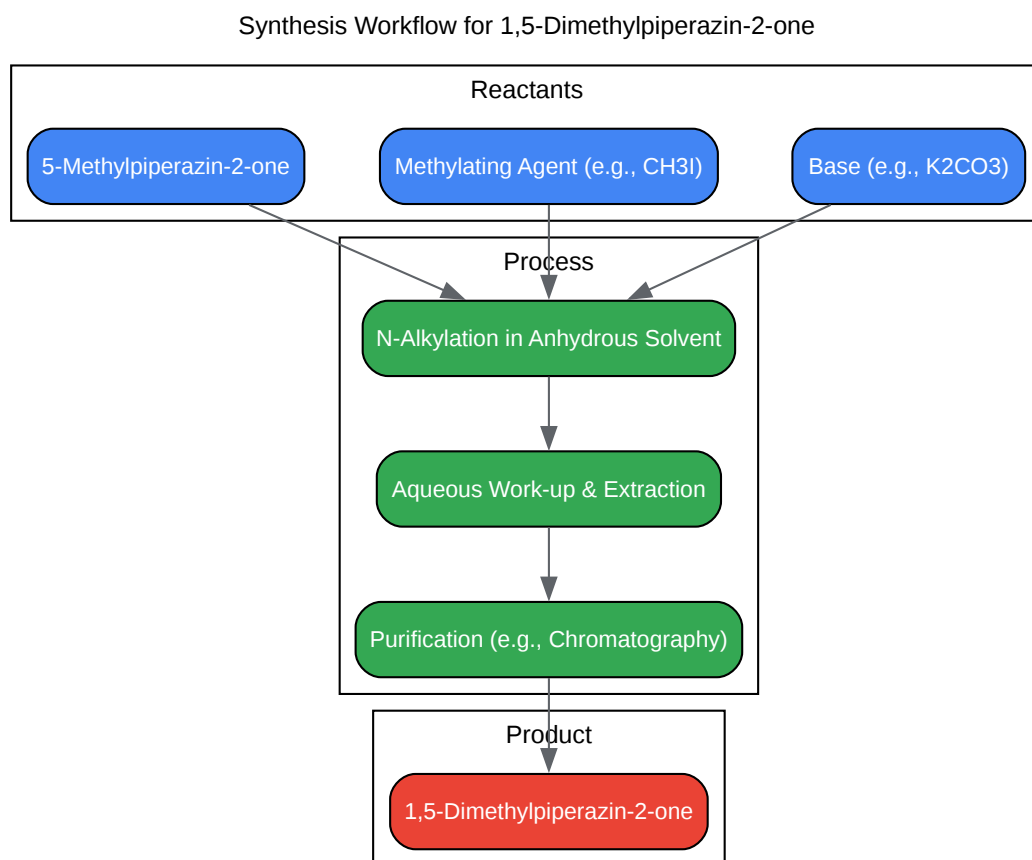 Synthesis Workflow for 1,5-Dimethylpiperazin-2-one
Reactants
5-Methylpiperazin-2-one
Methylating Agent (e.g., CH3I)
Base (e.g., K2CO3)
Process
N-Alkylation in Anhydrous Solvent
Aqueous Work-up & Extraction
Purification (e.g., Chromatography)
Product
1,5-Dimethylpiperazin-2-one